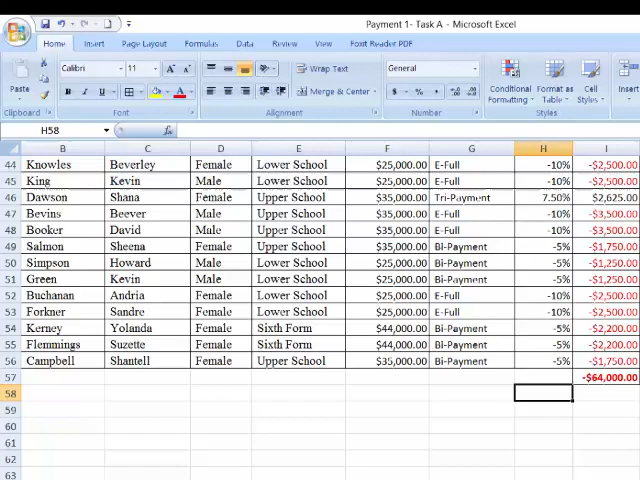 Payment 1- Task A - Microsoft Excel
Home Insert Page Layout Formulas Data Review View Foxit Reader PDF
Paste
Clipboard
Calibri 11 A A
B I U A
Font
Wrap Text
Merge & Center
Alignment
General
$ % , .0 .00 .00 .0
Number
Conditional Formatting
Format as Table
Cell Styles
Styles
Insert
H58 fx
B C D E F G H I
44 Knowles Beverley Female Lower School $25,000.00 E-Full -10% -$2,500.00
45 King Kevin Male Lower School $25,000.00 E-Full -10% -$2,500.00
46 Dawson Shana Female Upper School $35,000.00 Tri-Payment 7.50% $2,625.00
47 Bevins Beever Male Upper School $35,000.00 E-Full -10% -$3,500.00
48 Booker David Male Upper School $35,000.00 E-Full -10% -$3,500.00
49 Salmon Sheena Female Upper School $35,000.00 Bi-Payment -5% -$1,750.00
50 Simpson Howard Male Lower School $25,000.00 Bi-Payment -5% -$1,250.00
51 Green Kevin Male Lower School $25,000.00 Bi-Payment -5% -$1,250.00
52 Buchanan Andria Female Lower School $25,000.00 E-Full -10% -$2,500.00
53 Forkner Sandre Female Lower School $25,000.00 E-Full -10% -$2,500.00
54 Kerney Yolanda Female Sixth Form $44,000.00 Bi-Payment -5% -$2,200.00
55 Flemmings Suzette Female Sixth Form $44,000.00 Bi-Payment -5% -$2,200.00
56 Campbell Shantell Female Upper School $35,000.00 Bi-Payment -5% -$1,750.00
57 -$64,000.00
58
59
60
61
62
63